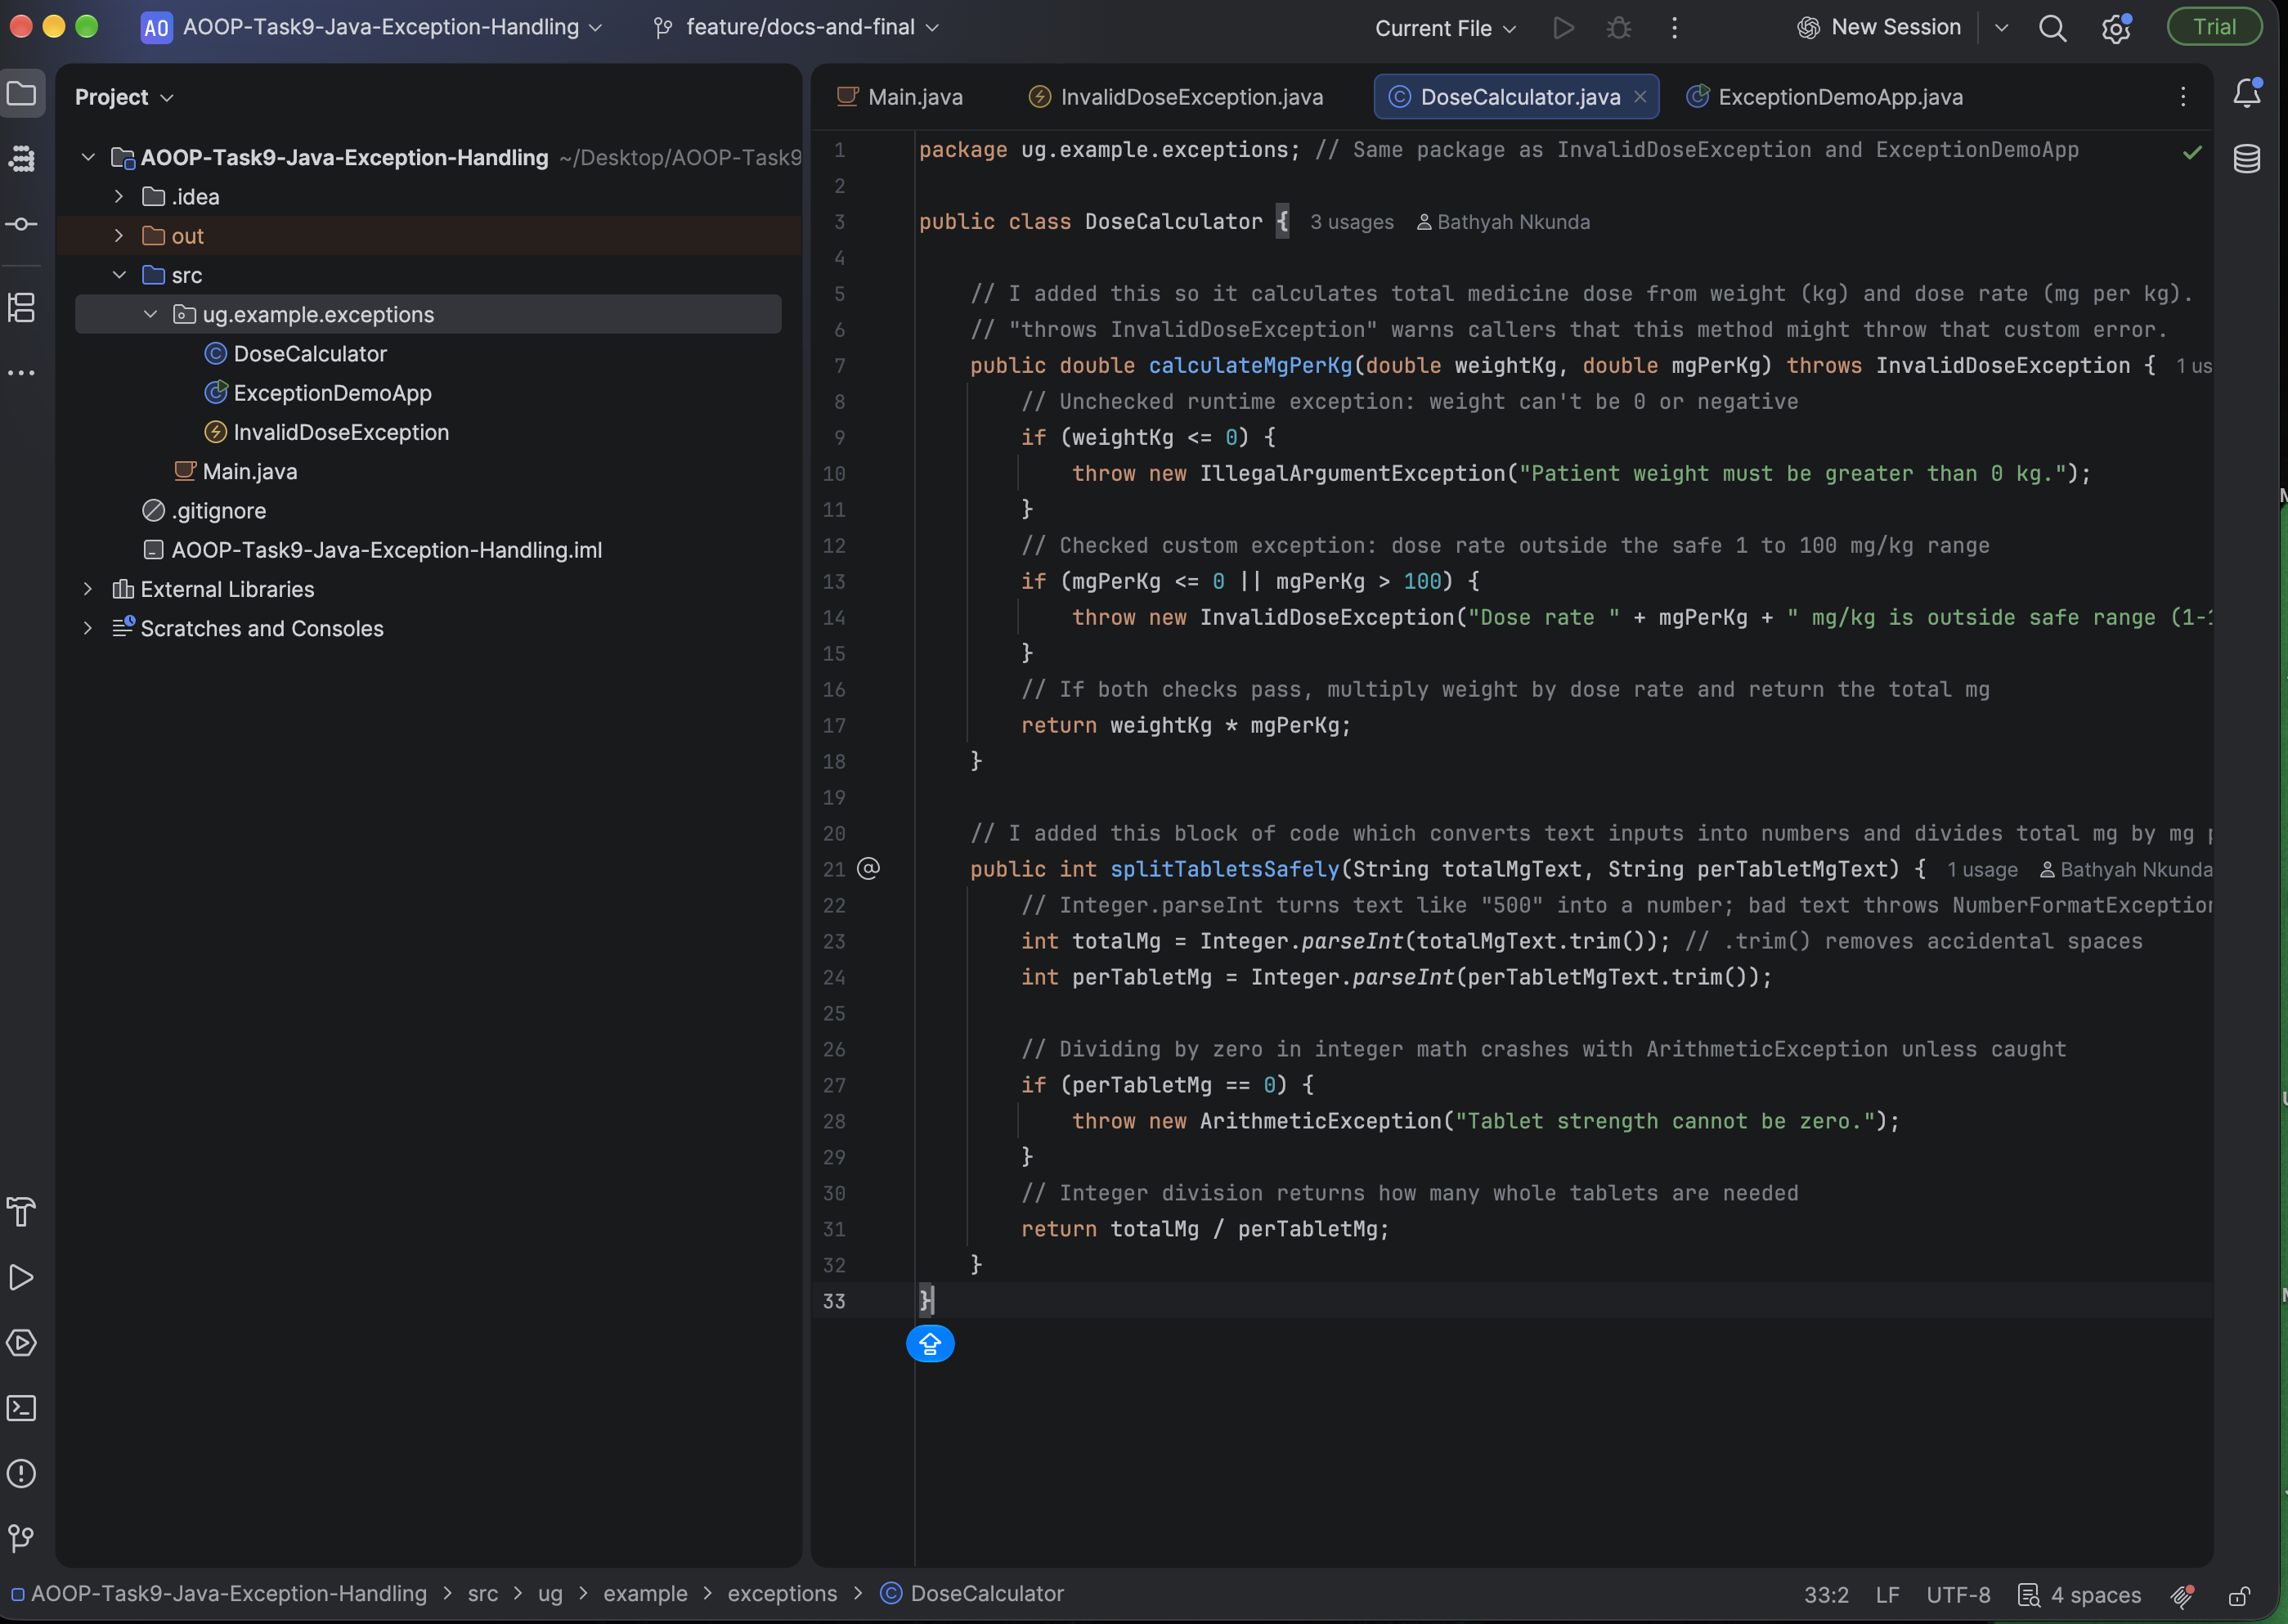 AO AOOP-Task9-Java-Exception-Handling feature/docs-and-final Current File New Session Trial
Project
AOOP-Task9-Java-Exception-Handling ~/Desktop/AOOP-Task9
.idea
out
src
ug.example.exceptions
DoseCalculator
ExceptionDemoApp
InvalidDoseException
Main.java
.gitignore
AOOP-Task9-Java-Exception-Handling.iml
External Libraries
Scratches and Consoles
Main.java InvalidDoseException.java DoseCalculator.java ExceptionDemoApp.java
1 package ug.example.exceptions; // Same package as InvalidDoseException and ExceptionDemoApp
2
3 public class DoseCalculator { 3 usages Bathyah Nkunda
4
5 // I added this so it calculates total medicine dose from weight (kg) and dose rate (mg per kg).
6 // "throws InvalidDoseException" warns callers that this method might throw that custom error.
7 public double calculateMgPerKg(double weightKg, double mgPerKg) throws InvalidDoseException { 1 us
8 // Unchecked runtime exception: weight can't be 0 or negative
9 if (weightKg <= 0) {
10 throw new IllegalArgumentException("Patient weight must be greater than 0 kg.");
11 }
12 // Checked custom exception: dose rate outside the safe 1 to 100 mg/kg range
13 if (mgPerKg <= 0 || mgPerKg > 100) {
14 throw new InvalidDoseException("Dose rate " + mgPerKg + " mg/kg is outside safe range (1-1
15 }
16 // If both checks pass, multiply weight by dose rate and return the total mg
17 return weightKg * mgPerKg;
18 }
19
20 // I added this block of code which converts text inputs into numbers and divides total mg by mg p
21 @ public int splitTabletsSafely(String totalMgText, String perTabletMgText) { 1 usage Bathyah Nkunda
22 // Integer.parseInt turns text like "500" into a number; bad text throws NumberFormatException
23 int totalMg = Integer.parseInt(totalMgText.trim()); // .trim() removes accidental spaces
24 int perTabletMg = Integer.parseInt(perTabletMgText.trim());
25
26 // Dividing by zero in integer math crashes with ArithmeticException unless caught
27 if (perTabletMg == 0) {
28 throw new ArithmeticException("Tablet strength cannot be zero.");
29 }
30 // Integer division returns how many whole tablets are needed
31 return totalMg / perTabletMg;
32 }
33 }
AOOP-Task9-Java-Exception-Handling > src > ug > example > exceptions > DoseCalculator 33:2 LF UTF-8 4 spaces